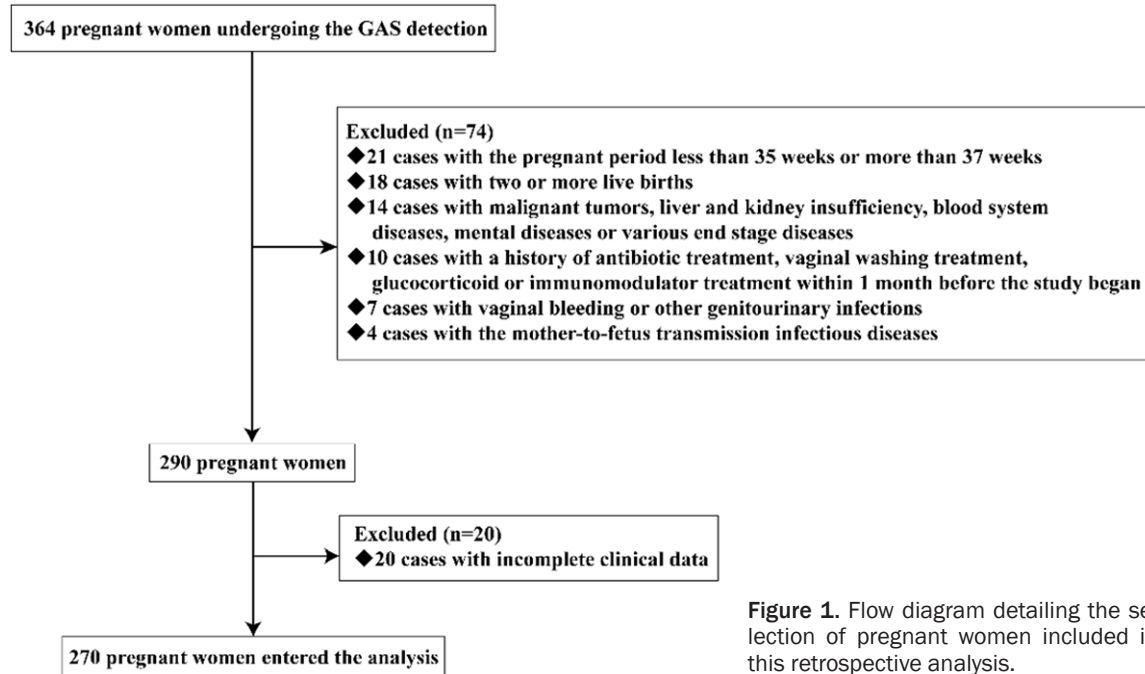 364 pregnant women undergoing the GAS detection
Excluded (n=74)
◆21 cases with the pregnant period less than 35 weeks or more than 37 weeks
◆18 cases with two or more live births
◆14 cases with malignant tumors, liver and kidney insufficiency, blood system
diseases, mental diseases or various end stage diseases
◆10 cases with a history of antibiotic treatment, vaginal washing treatment,
glucocorticoid or immunomodulator treatment within 1 month before the study began
◆7 cases with vaginal bleeding or other genitourinary infections
◆4 cases with the mother-to-fetus transmission infectious diseases
290 pregnant women
Excluded (n=20)
◆20 cases with incomplete clinical data
270 pregnant women entered the analysis
Figure 1. Flow diagram detailing the se
lection of pregnant women included i
this retrospective analysis.